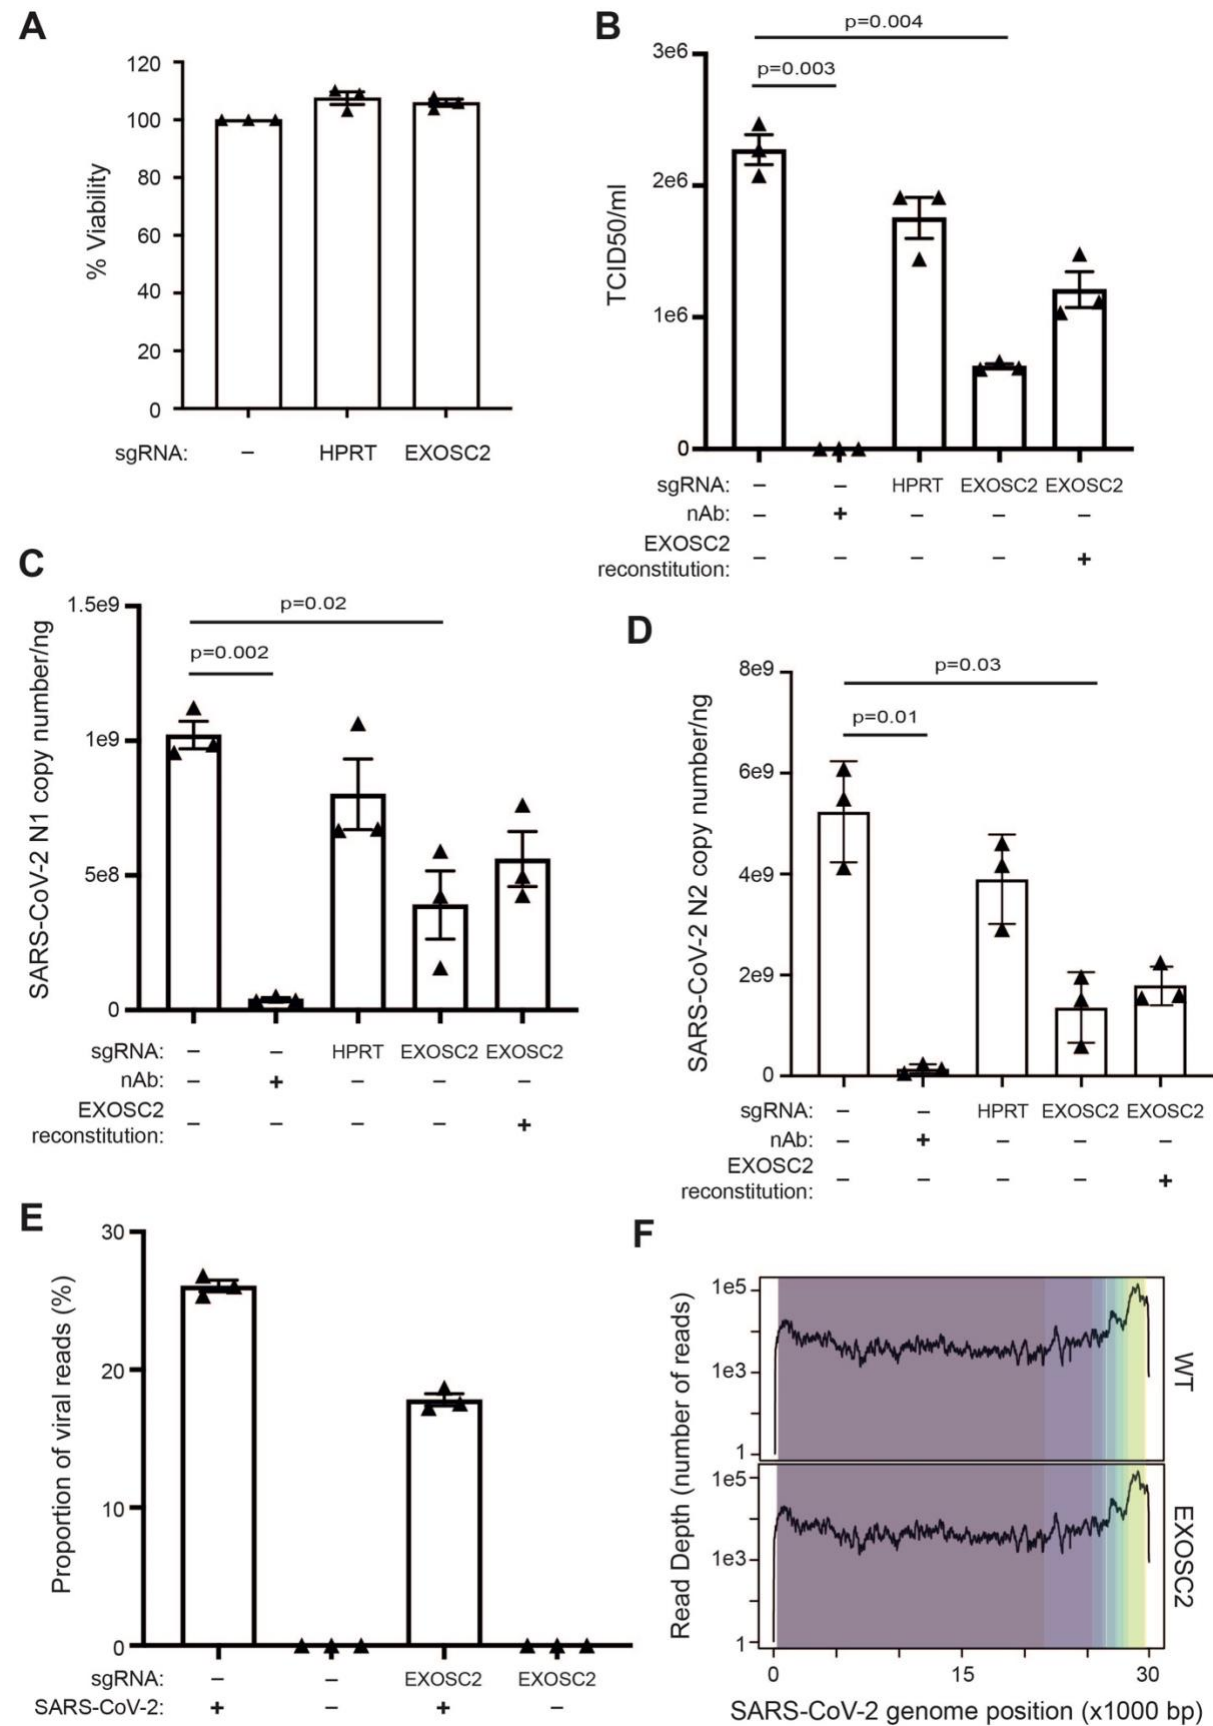 A
120
100
80
60
40
20
0
% Viability
sgRNA: – HPRT EXOSC2
B
p=0.004
p=0.003
3e6
2e6
1e6
0
TCID50/ml
sgRNA: – – HPRT EXOSC2 EXOSC2
nAb: – + – – –
EXOSC2
reconstitution: – – – – +
C
p=0.02
p=0.002
1.5e9
1e9
5e8
0
SARS-CoV-2 N1 copy number/ng
sgRNA: – – HPRT EXOSC2 EXOSC2
nAb: – + – – –
EXOSC2
reconstitution: – – – – +
D
p=0.03
p=0.01
8e9
6e9
4e9
2e9
0
SARS-CoV-2 N2 copy number/ng
sgRNA: – – HPRT EXOSC2 EXOSC2
nAb: – + – – –
EXOSC2
reconstitution: – – – – +
E
30
20
10
0
Proportion of viral reads (%)
sgRNA: – – EXOSC2 EXOSC2
SARS-CoV-2: + – + –
F
1e5
1e3
1
WT
1e5
1e3
1
EXOSC2
Read Depth (number of reads)
0 15 30
SARS-CoV-2 genome position (x1000 bp)